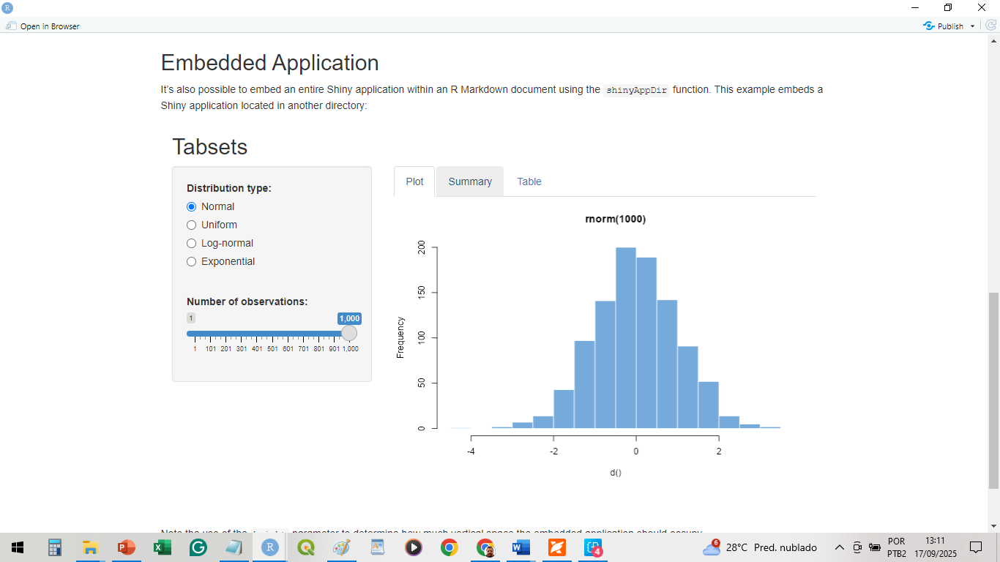 R
Open in Browser
Publish
Embedded Application
It's also possible to embed an entire Shiny application within an R Markdown document using the shinyAppDir function. This example embeds a
Shiny application located in another directory:
Tabsets
Distribution type:
Normal
Uniform
Log-normal
Exponential
Number of observations:
1
1,000
1 101 201 301 401 501 601 701 801 901 1,000
Plot Summary Table
rnorm(1000)
Frequency
200
150
100
50
0
-4 -2 0 2
d()
Note the use of the height parameter to determine how much vertical space the embedded application should occupy.
6
28°C Pred. nublado
POR
PTB2
13:11
17/09/2025
4